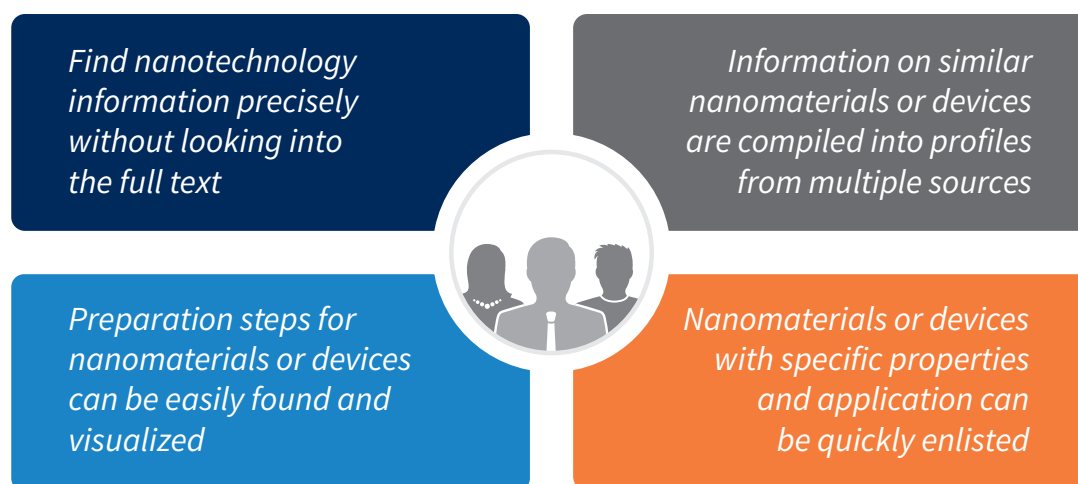 Find nanotechnology
information precisely
without looking into
the full text
Information on similar
nanomaterials or devices
are compiled into profiles
from multiple sources
Preparation steps for
nanomaterials or devices
can be easily found and
visualized
Nanomaterials or devices
with specific properties
and application can
be quickly enlisted